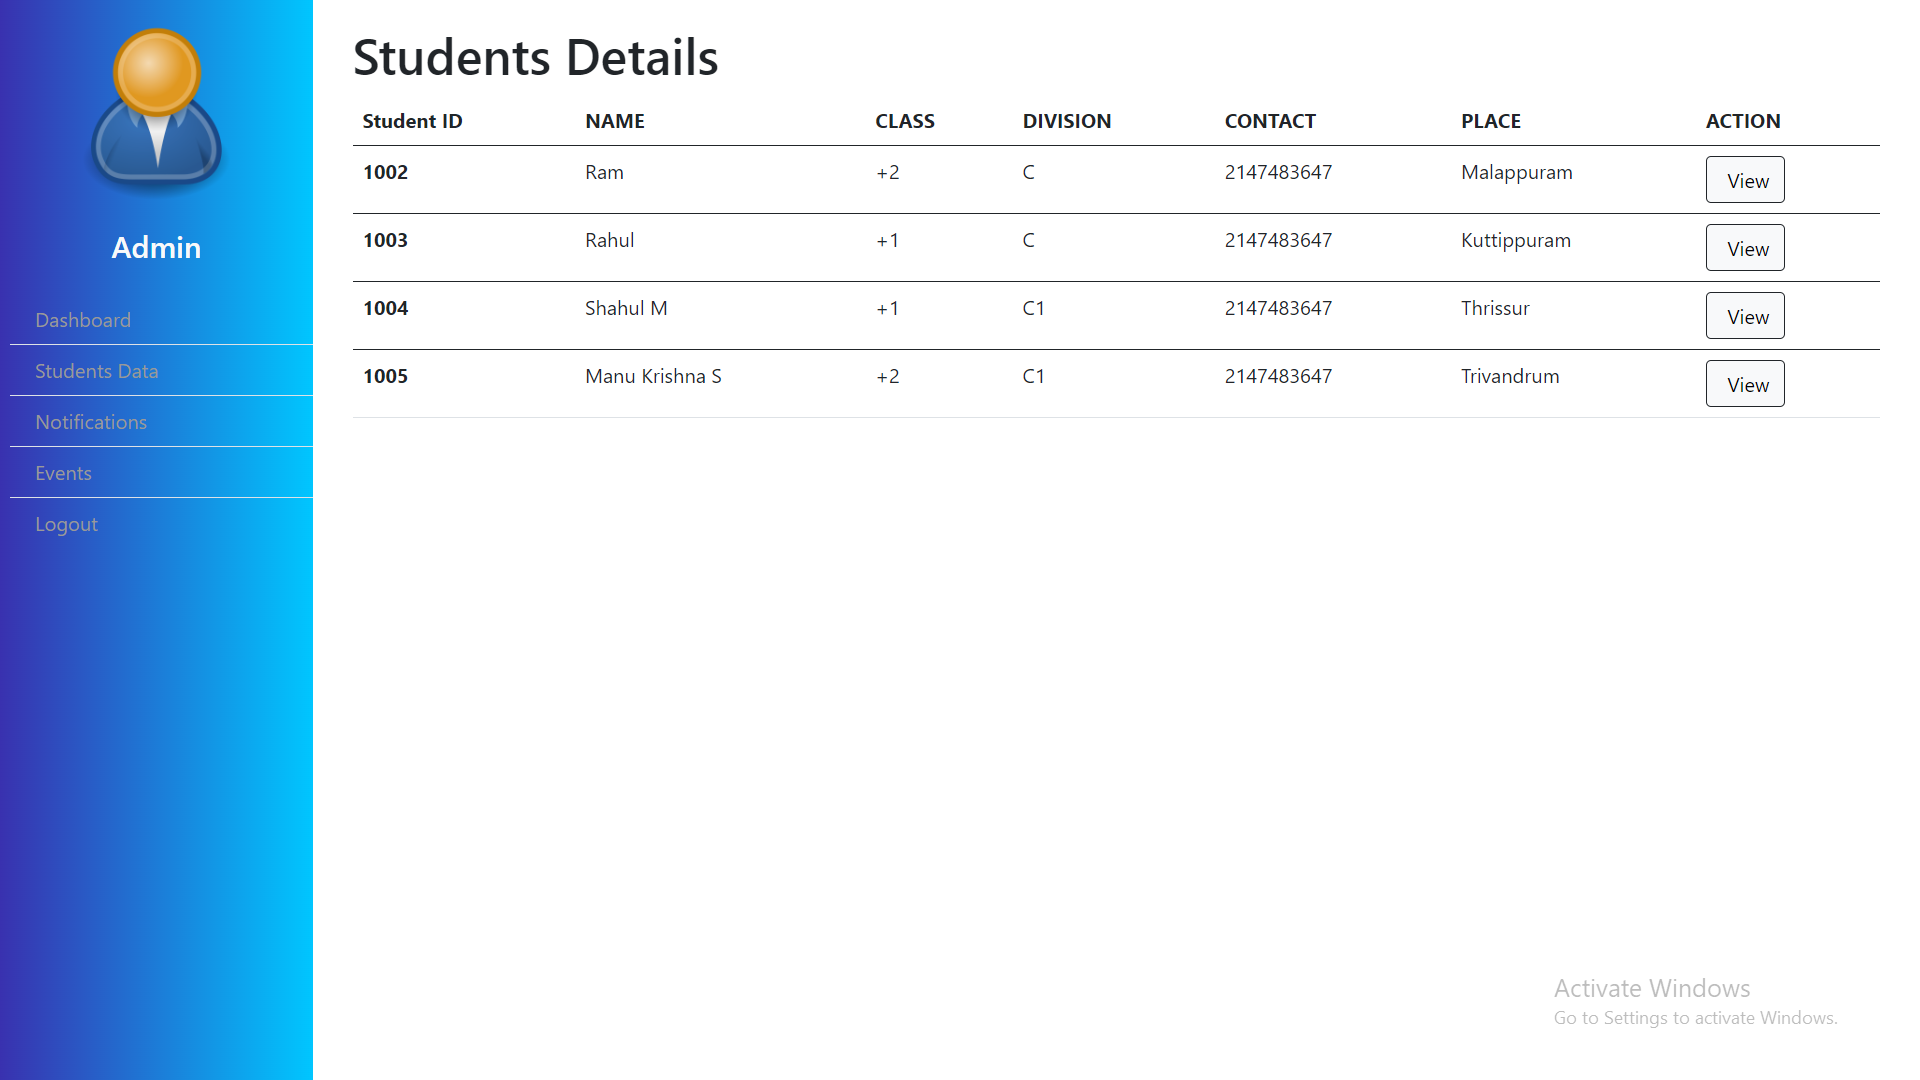 Admin
Dashboard
Students Data
Notifications
Events
Logout
Students Details
Student ID NAME CLASS DIVISION CONTACT PLACE ACTION
1002 Ram +2 C 2147483647 Malappuram View
1003 Rahul +1 C 2147483647 Kuttippuram View
1004 Shahul M +1 C1 2147483647 Thrissur View
1005 Manu Krishna S +2 C1 2147483647 Trivandrum View
Activate Windows
Go to Settings to activate Windows.